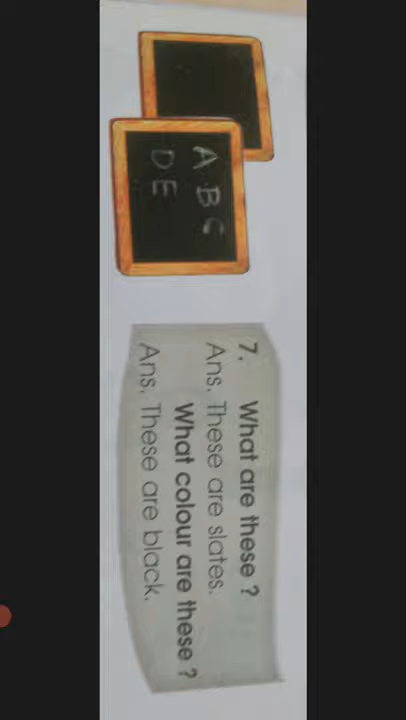 A B C
D E
7. What are these ?
Ans. These are slates.
What colour are these ?
Ans. These are black.